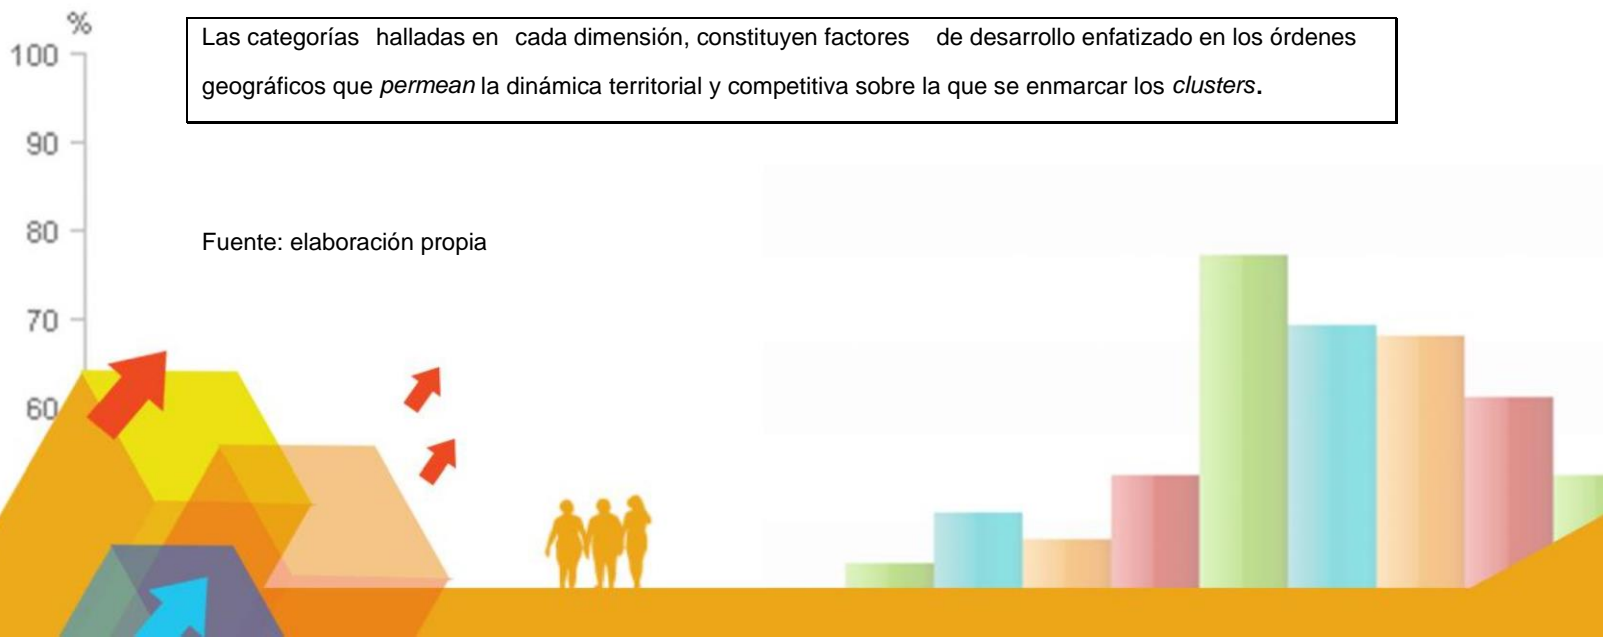 %
100
Las categorías halladas en cada dimensión, constituyen factores de desarrollo enfatizado en los órdenes
geográficos que permean la dinámica territorial y competitiva sobre la que se enmarcar los clusters.
90
80
Fuente: elaboración propia
70
60